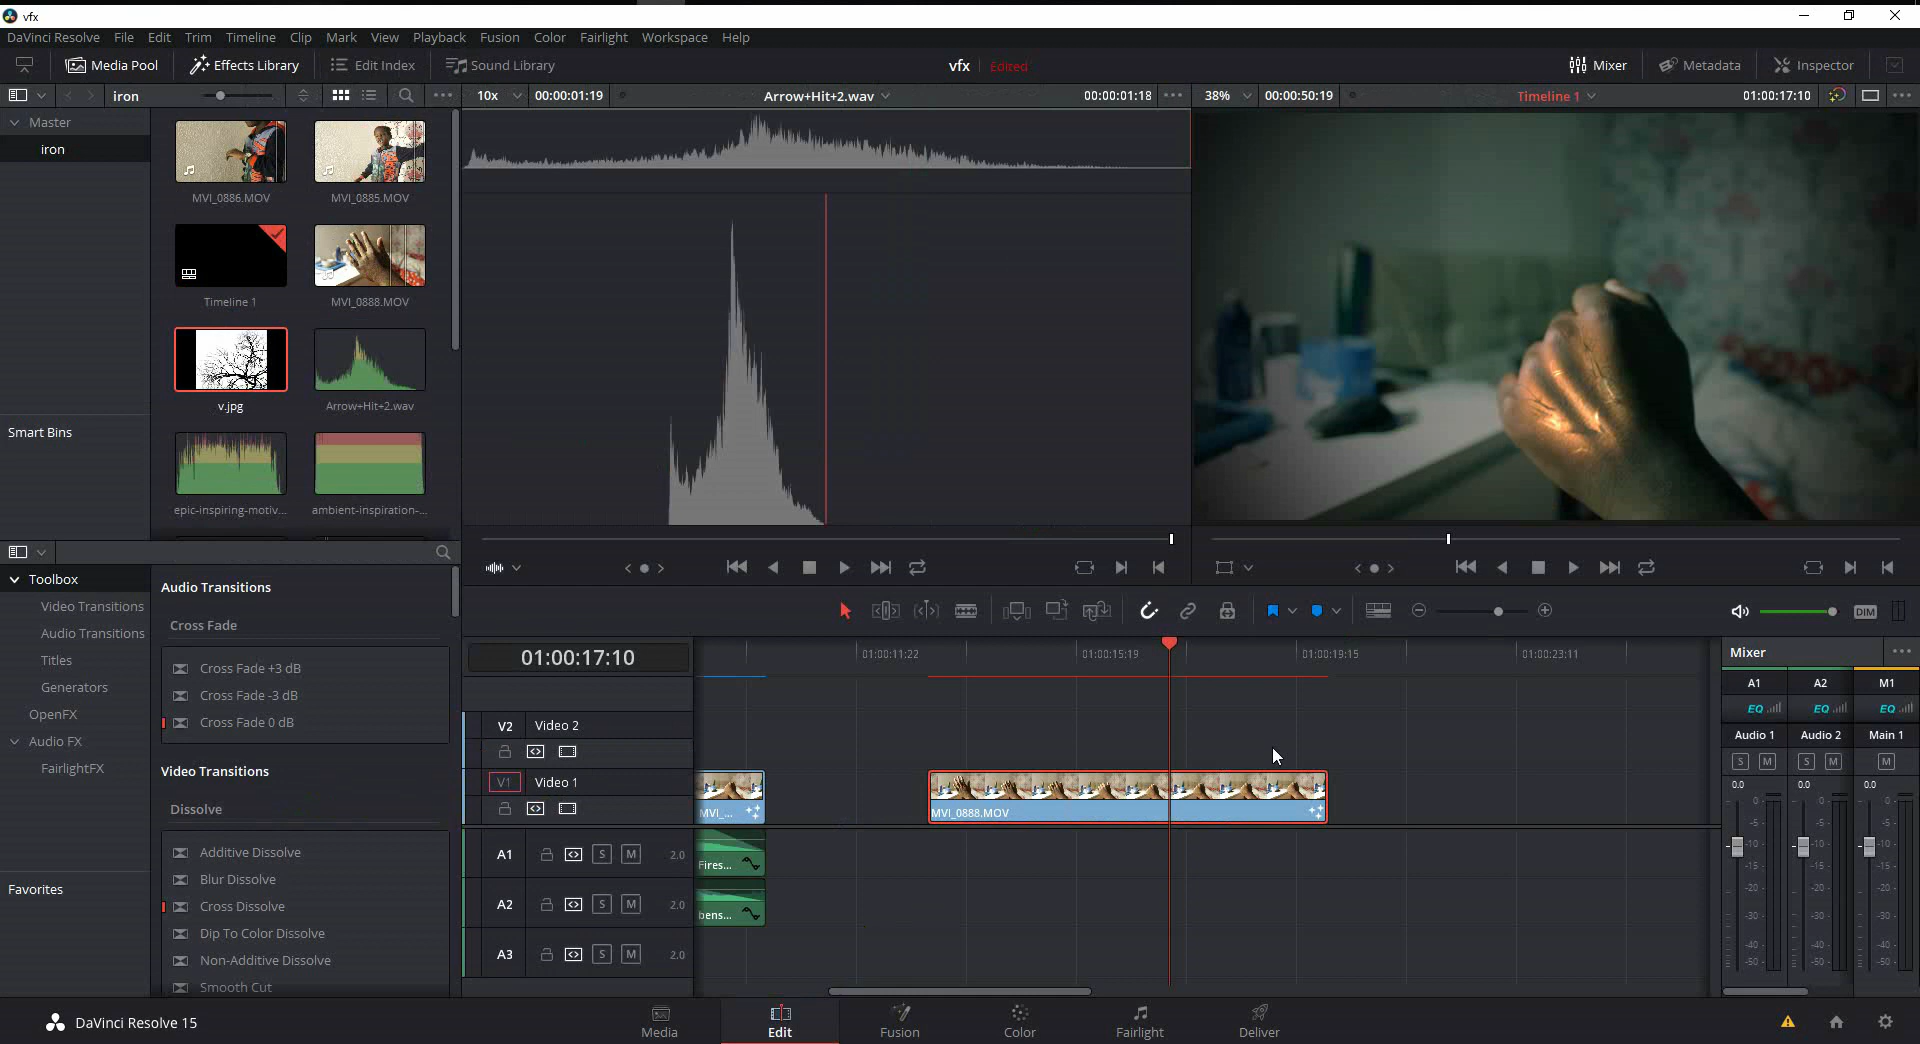 vfx
DaVinci Resolve File Edit Trim Timeline Clip Mark View Playback Fusion Color Fairlight Workspace Help
Media Pool Effects Library Edit Index Sound Library vfx Edited Mixer Metadata Inspector
iron 10x 00:00:01:19 Arrow+Hit+2.wav 00:00:01:18 38% 00:00:50:19 Timeline 1 01:00:17:10
Master
iron
MVI_0886.MOV MVI_0885.MOV
Timeline 1 MVI_0888.MOV
v.jpg Arrow+Hit+2.wav
Smart Bins
epic-inspiring-motiv... ambient-inspiration-...
Toolbox
Video Transitions
Audio Transitions
Titles
Generators
OpenFX
Audio FX
FairlightFX
Favorites
Audio Transitions
Cross Fade
Cross Fade +3 dB
Cross Fade -3 dB
Cross Fade 0 dB
Video Transitions
Dissolve
Additive Dissolve
Blur Dissolve
Cross Dissolve
Dip To Color Dissolve
Non-Additive Dissolve
Smooth Cut
DIM
01:00:17:10 01:00:11:22 01:00:15:19 01:00:19:15 01:00:23:11
V2 Video 2
V1 Video 1
MVI_... MVI_0888.MOV
A1 S M 2.0 Fires...
A2 S M 2.0 bens...
A3 S M 2.0
Mixer
A1 A2 M1
EQ EQ EQ
Audio 1 Audio 2 Main 1
S M S M M
0.0 0.0 0.0
0 0 0
-5 -5 -5
-10 -10 -10
-15 -15 -15
-20 -20 -20
-30 -30 -30
-40 -40 -40
-50 -50 -50
DaVinci Resolve 15 Media Edit Fusion Color Fairlight Deliver